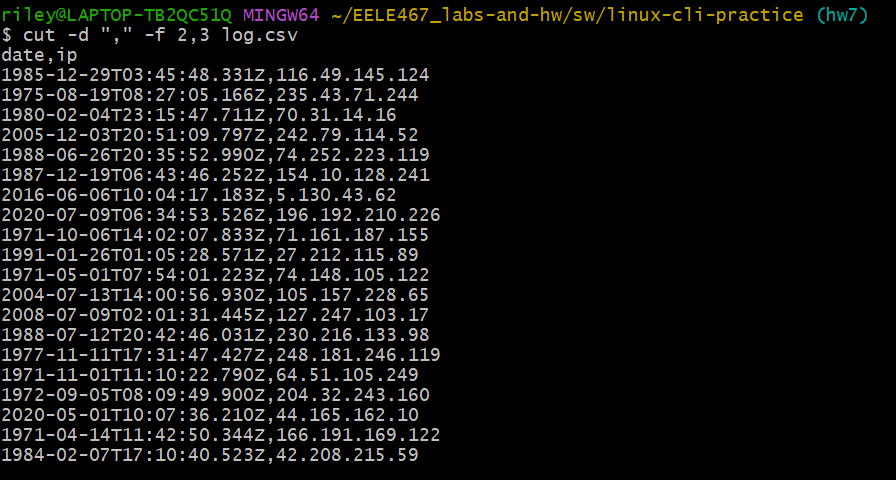 riley@LAPTOP-TB2QC51Q MINGW64 ~/EELE467_labs-and-hw/sw/linux-cli-practice (hw7)
$ cut -d "," -f 2,3 log.csv
date,ip
1985-12-29T03:45:48.331Z,116.49.145.124
1975-08-19T08:27:05.166Z,235.43.71.244
1980-02-04T23:15:47.711Z,70.31.14.16
2005-12-03T20:51:09.797Z,242.79.114.52
1988-06-26T20:35:52.990Z,74.252.223.119
1987-12-19T06:43:46.252Z,154.10.128.241
2016-06-06T10:04:17.183Z,5.130.43.62
2020-07-09T06:34:53.526Z,196.192.210.226
1971-10-06T14:02:07.833Z,71.161.187.155
1991-01-26T01:05:28.571Z,27.212.115.89
1971-05-01T07:54:01.223Z,74.148.105.122
2004-07-13T14:00:56.930Z,105.157.228.65
2008-07-09T02:01:31.445Z,127.247.103.17
1988-07-12T20:42:46.031Z,230.216.133.98
1977-11-11T17:31:47.427Z,248.181.246.119
1971-11-01T11:10:22.790Z,64.51.105.249
1972-09-05T08:09:49.900Z,204.32.243.160
2020-05-01T10:07:36.210Z,44.165.162.10
1971-04-14T11:42:50.344Z,166.191.169.122
1984-02-07T17:10:40.523Z,42.208.215.59